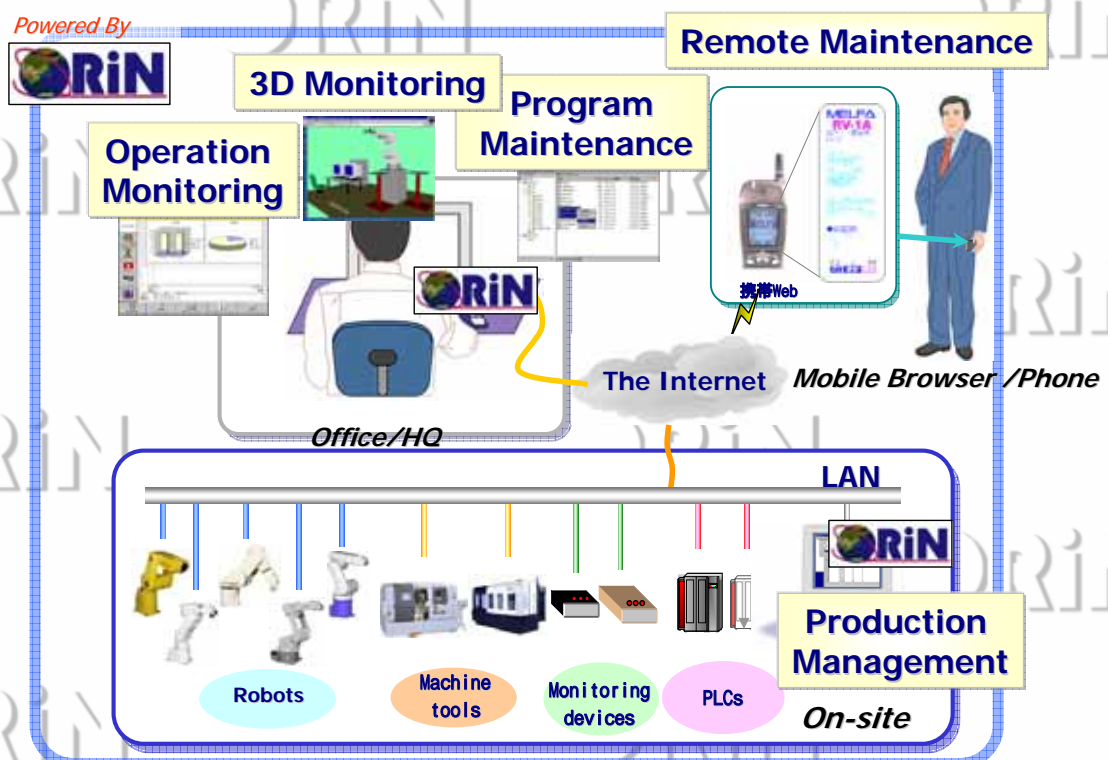 Powered By
ORiN
Remote Maintenance
3D Monitoring
Program
Maintenance
Operation
Monitoring
MELFA
RV-1A
ORiN
携帯Web
The Internet
Mobile Browser /Phone
Office/HQ
LAN
ORiN
Production
Management
Robots
Machine
tools
Monitoring
devices
PLCs
On-site